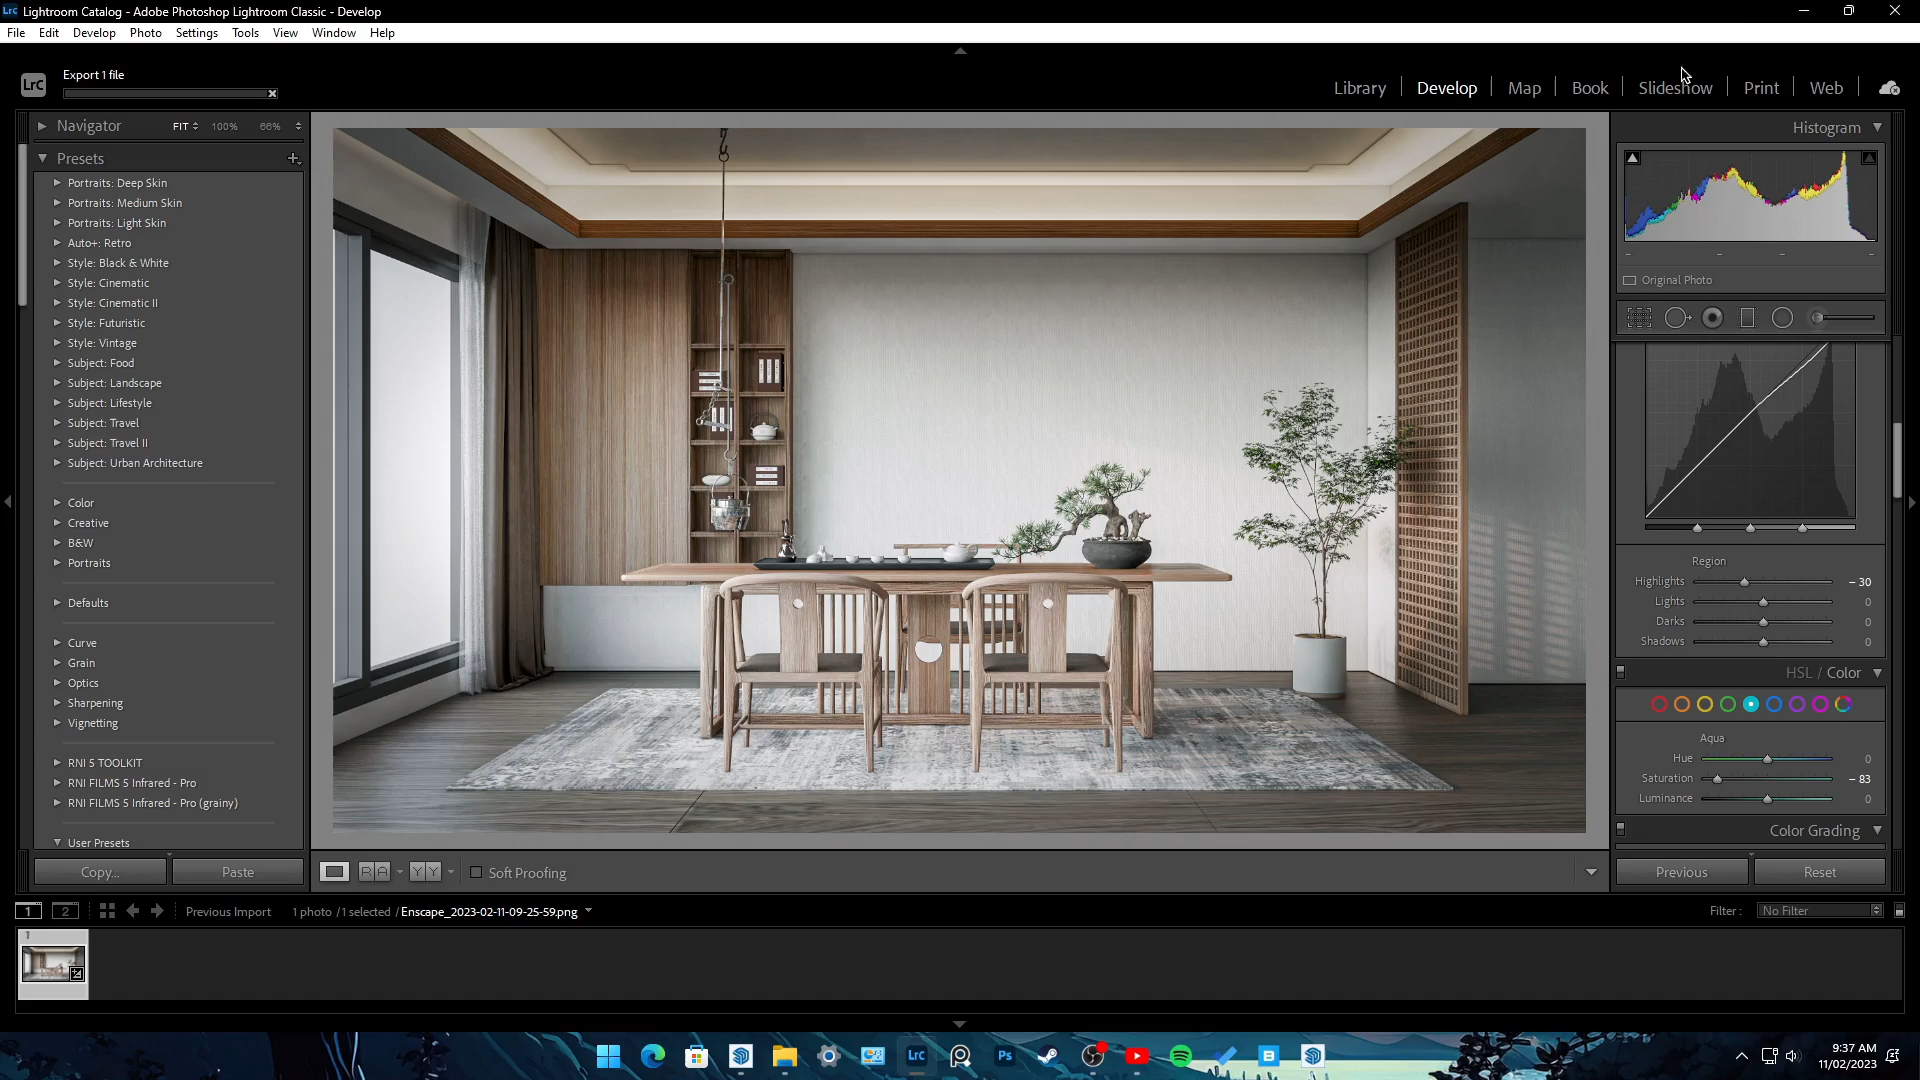 LrC Lightroom Catalog - Adobe Photoshop Lightroom Classic - Develop
File Edit Develop Photo Settings Tools View Window Help
LrC
Export 1 file
Library Develop Map Book Slideshow Print Web
Navigator FIT 100% 66%
Presets
Portraits: Deep Skin
Portraits: Medium Skin
Portraits: Light Skin
Auto+: Retro
Style: Black & White
Style: Cinematic
Style: Cinematic II
Style: Futuristic
Style: Vintage
Subject: Food
Subject: Landscape
Subject: Lifestyle
Subject: Travel
Subject: Travel II
Subject: Urban Architecture
Color
Creative
B&W
Portraits
Defaults
Curve
Grain
Optics
Sharpening
Vignetting
RNI 5 TOOLKIT
RNI FILMS 5 Infrared - Pro
RNI FILMS 5 Infrared - Pro (grainy)
User Presets
Copy... Paste
Histogram
Original Photo
Region
Highlights - 30
Lights 0
Darks 0
Shadows 0
HSL / Color
Aqua
Hue 0
Saturation - 83
Luminance 0
Color Grading
R A Y Y Soft Proofing
Previous Reset
1 2 Previous Import 1 photo / 1 selected / Enscape_2023-02-11-09-25-59.png Filter : No Filter
1
LrC Ps
9:37 AM
11/02/2023